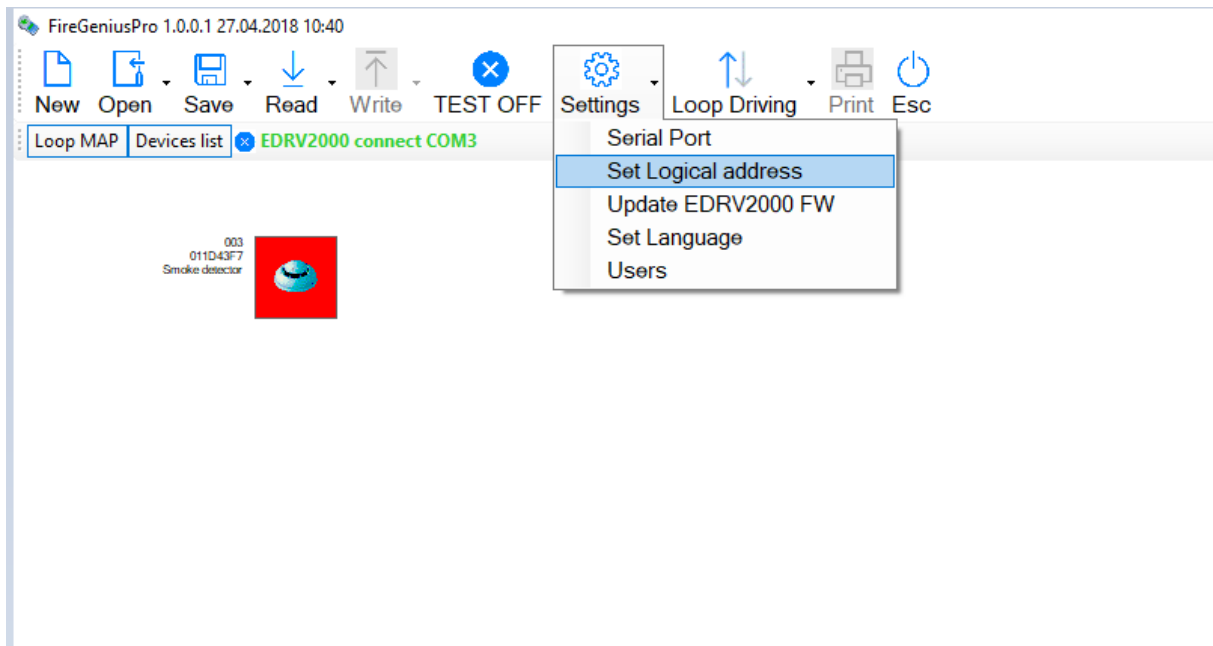 FireGeniusPro 1.0.0.1 27.04.2018 10:40
New Open Save Read Write TEST OFF Settings Loop Driving Print Esc
Loop MAP Devices list EDRV2000 connect COM3
Serial Port
Set Logical address
Update EDRV2000 FW
Set Language
Users
003
011D43F7
Smoke detector